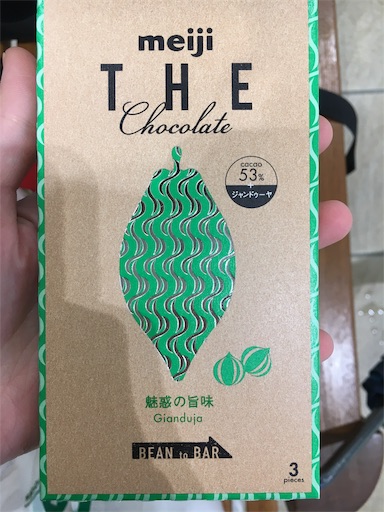 meiji
THE
Chocolate
cacao
53%
+
ジャンドゥーヤ
魅惑の旨味
Gianduja
BEAN to BAR
3
pieces